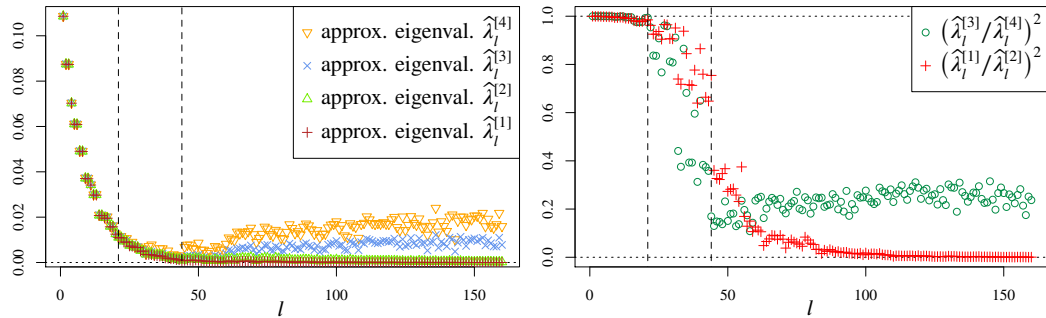 0.10
0.08
0.06
0.04
0.02
0.00
0
50
100
150
l
approx. eigenval. λ̂_l^[4]
approx. eigenval. λ̂_l^[3]
approx. eigenval. λ̂_l^[2]
approx. eigenval. λ̂_l^[1]
1.0
0.8
0.6
0.4
0.2
0.0
0
50
100
150
l
(λ̂_l^[3]/λ̂_l^[4])^2
(λ̂_l^[1]/λ̂_l^[2])^2